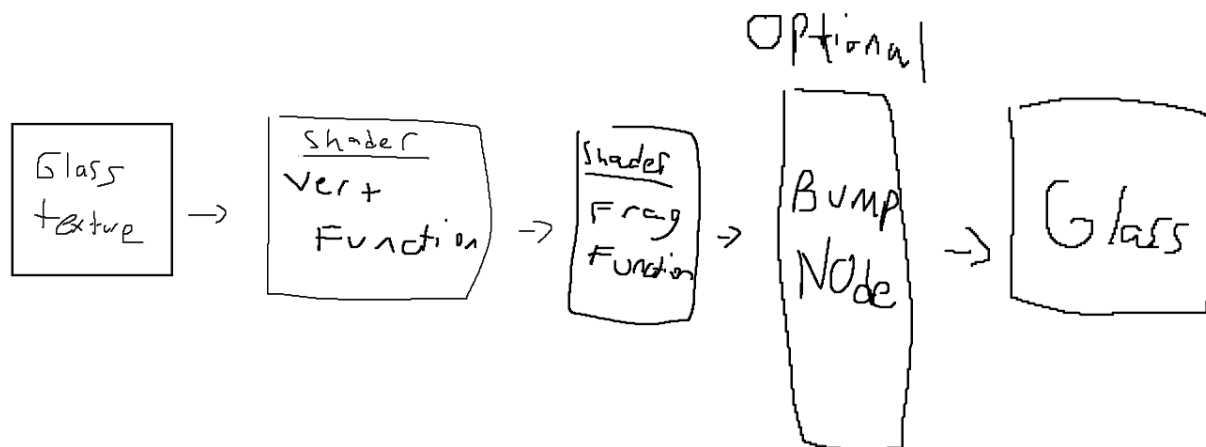 Glass
texture
Shader
Vert
Function
Shader
Frag
Function
Optional
Bump
Node
Glass